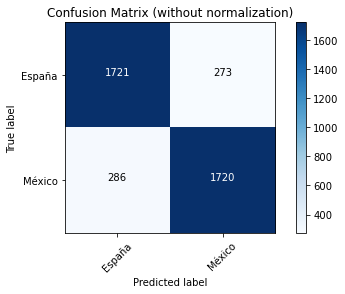 Confusion Matrix (without normalization)
True label
España
México
1721
273
286
1720
España
México
Predicted label
1600
1400
1200
1000
800
600
400